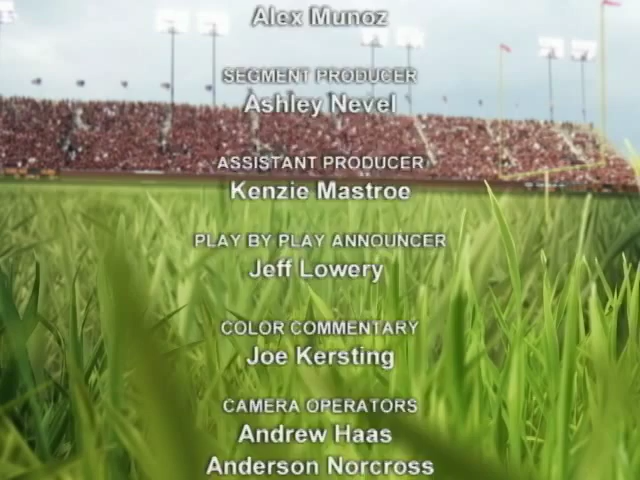 Alex Munoz
SEGMENT PRODUCER
Ashley Nevel
ASSISTANT PRODUCER
Kenzie Mastroe
PLAY BY PLAY ANNOUNCER
Jeff Lowery
COLOR COMMENTARY
Joe Kersting
CAMERA OPERATORS
Andrew Haas
Anderson Norcross